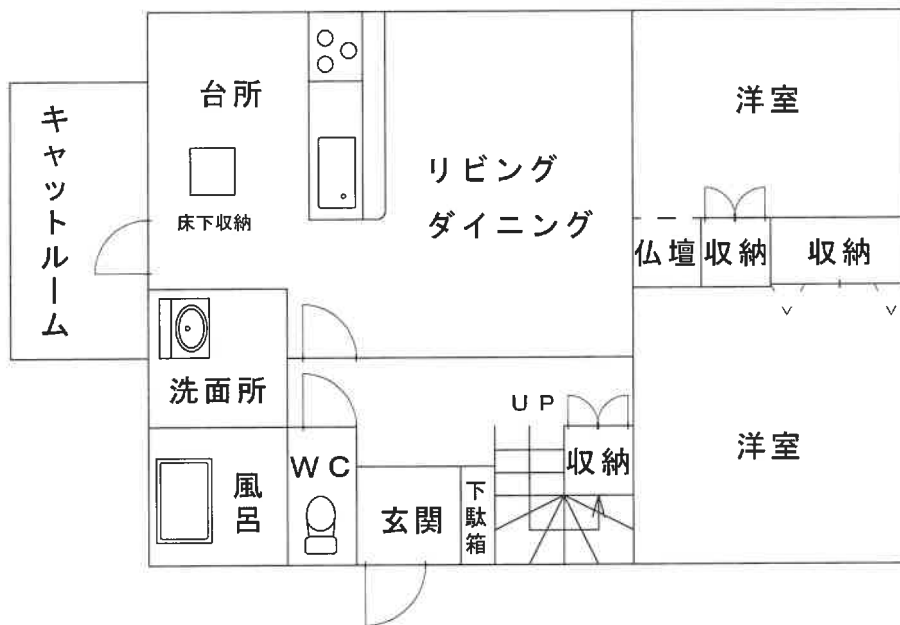 台所
洋室
キャットルーム
リビング
ダイニング
床下収納
仏壇
収納
収納
洗面所
UP
WC
収納
洋室
風呂
玄関
下駄箱